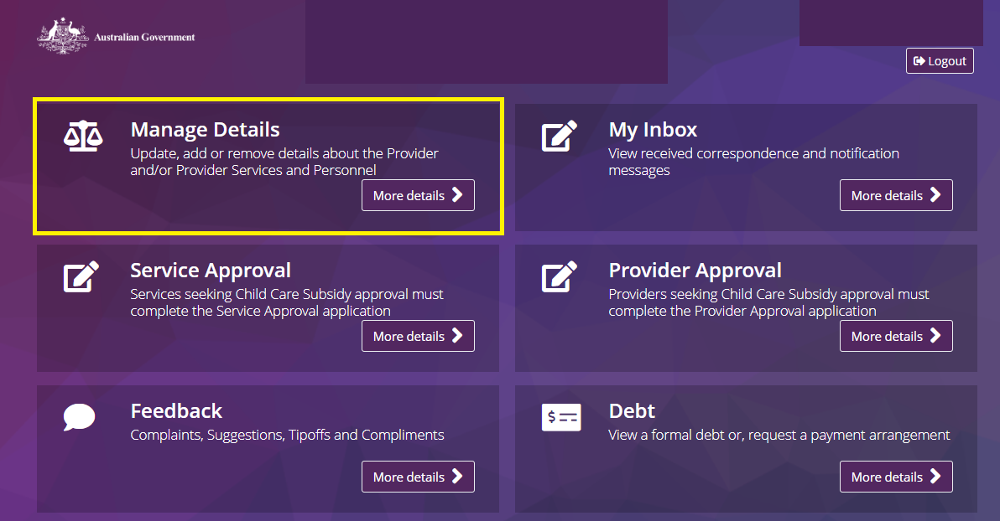 Australian Government
Logout
Manage Details
Update, add or remove details about the Provider
and/or Provider Services and Personnel
More details
My Inbox
View received correspondence and notification
messages
More details
Service Approval
Services seeking Child Care Subsidy approval must
complete the Service Approval application
More details
Provider Approval
Providers seeking Child Care Subsidy approval must
complete the Provider Approval application
More details
Feedback
Complaints, Suggestions, Tipoffs and Compliments
More details
$
Debt
View a formal debt or, request a payment arrangement
More details